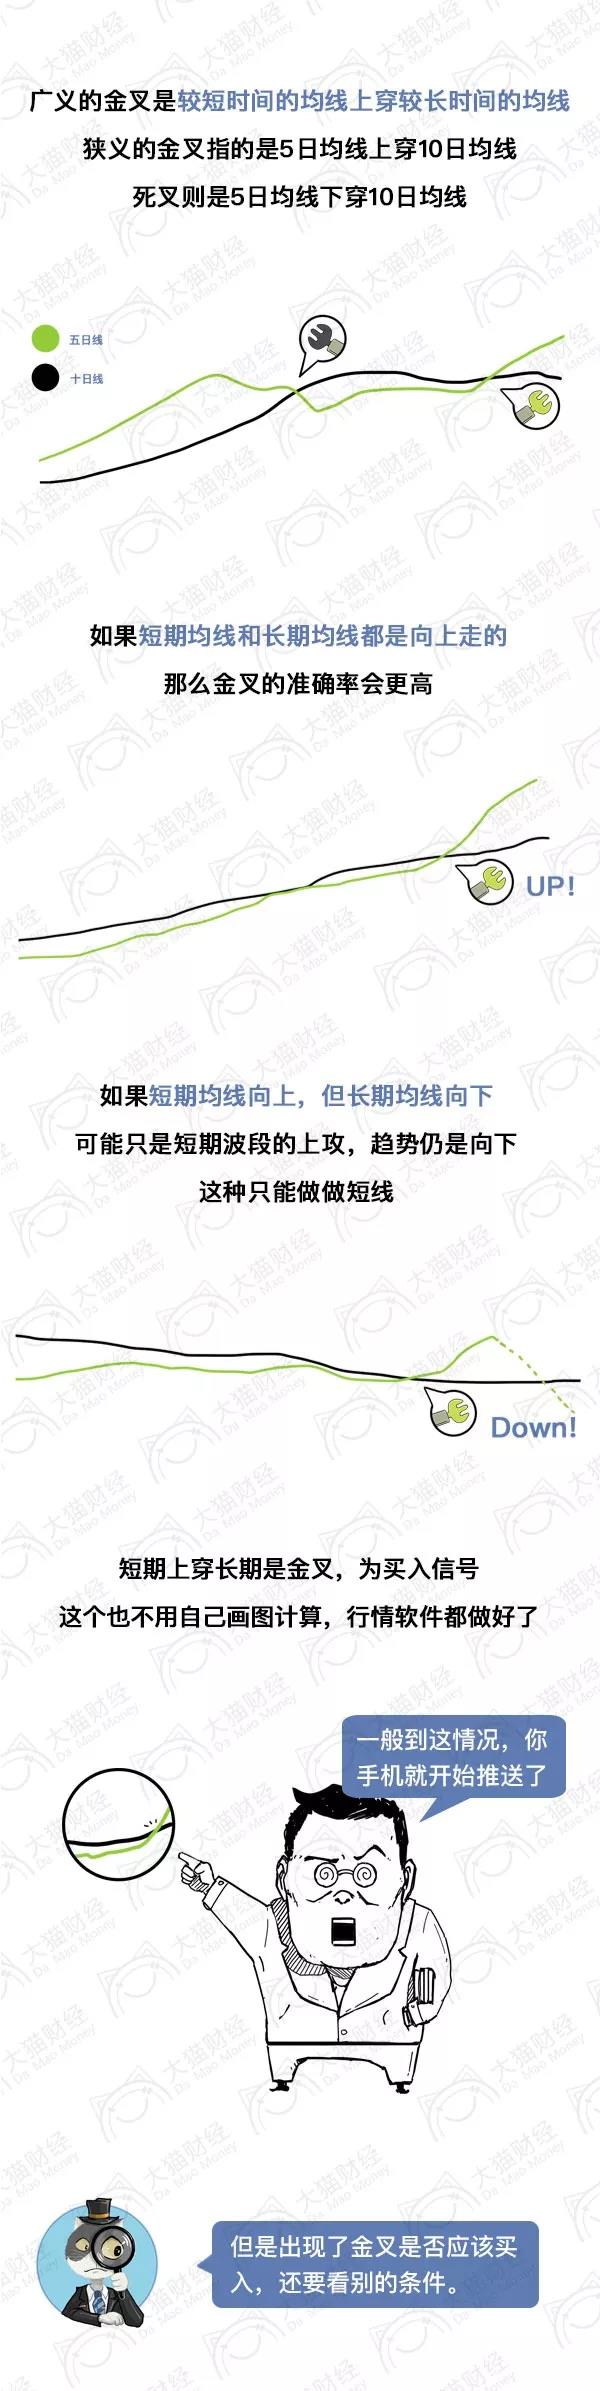 广义的金叉是较短时间的均线上穿较长时间的均线
狭义的金叉指的是5日均线上穿10日均线
死叉则是5日均线下穿10日均线
五日线
十日线
如果短期均线和长期均线都是向上走的
那么金叉的准确率会更高
UP!
如果短期均线向上，但长期均线向下
可能只是短期波段的上攻，趋势仍是向下
这种只能做做短线
Down!
短期上穿长期是金叉，为买入信号
这个也不用自己画图计算，行情软件都做好了
一般到这情况，你
手机就开始推送了
但是出现了金叉是否应该买
入，还要看别的条件。
大猫财经
Da Mao Money